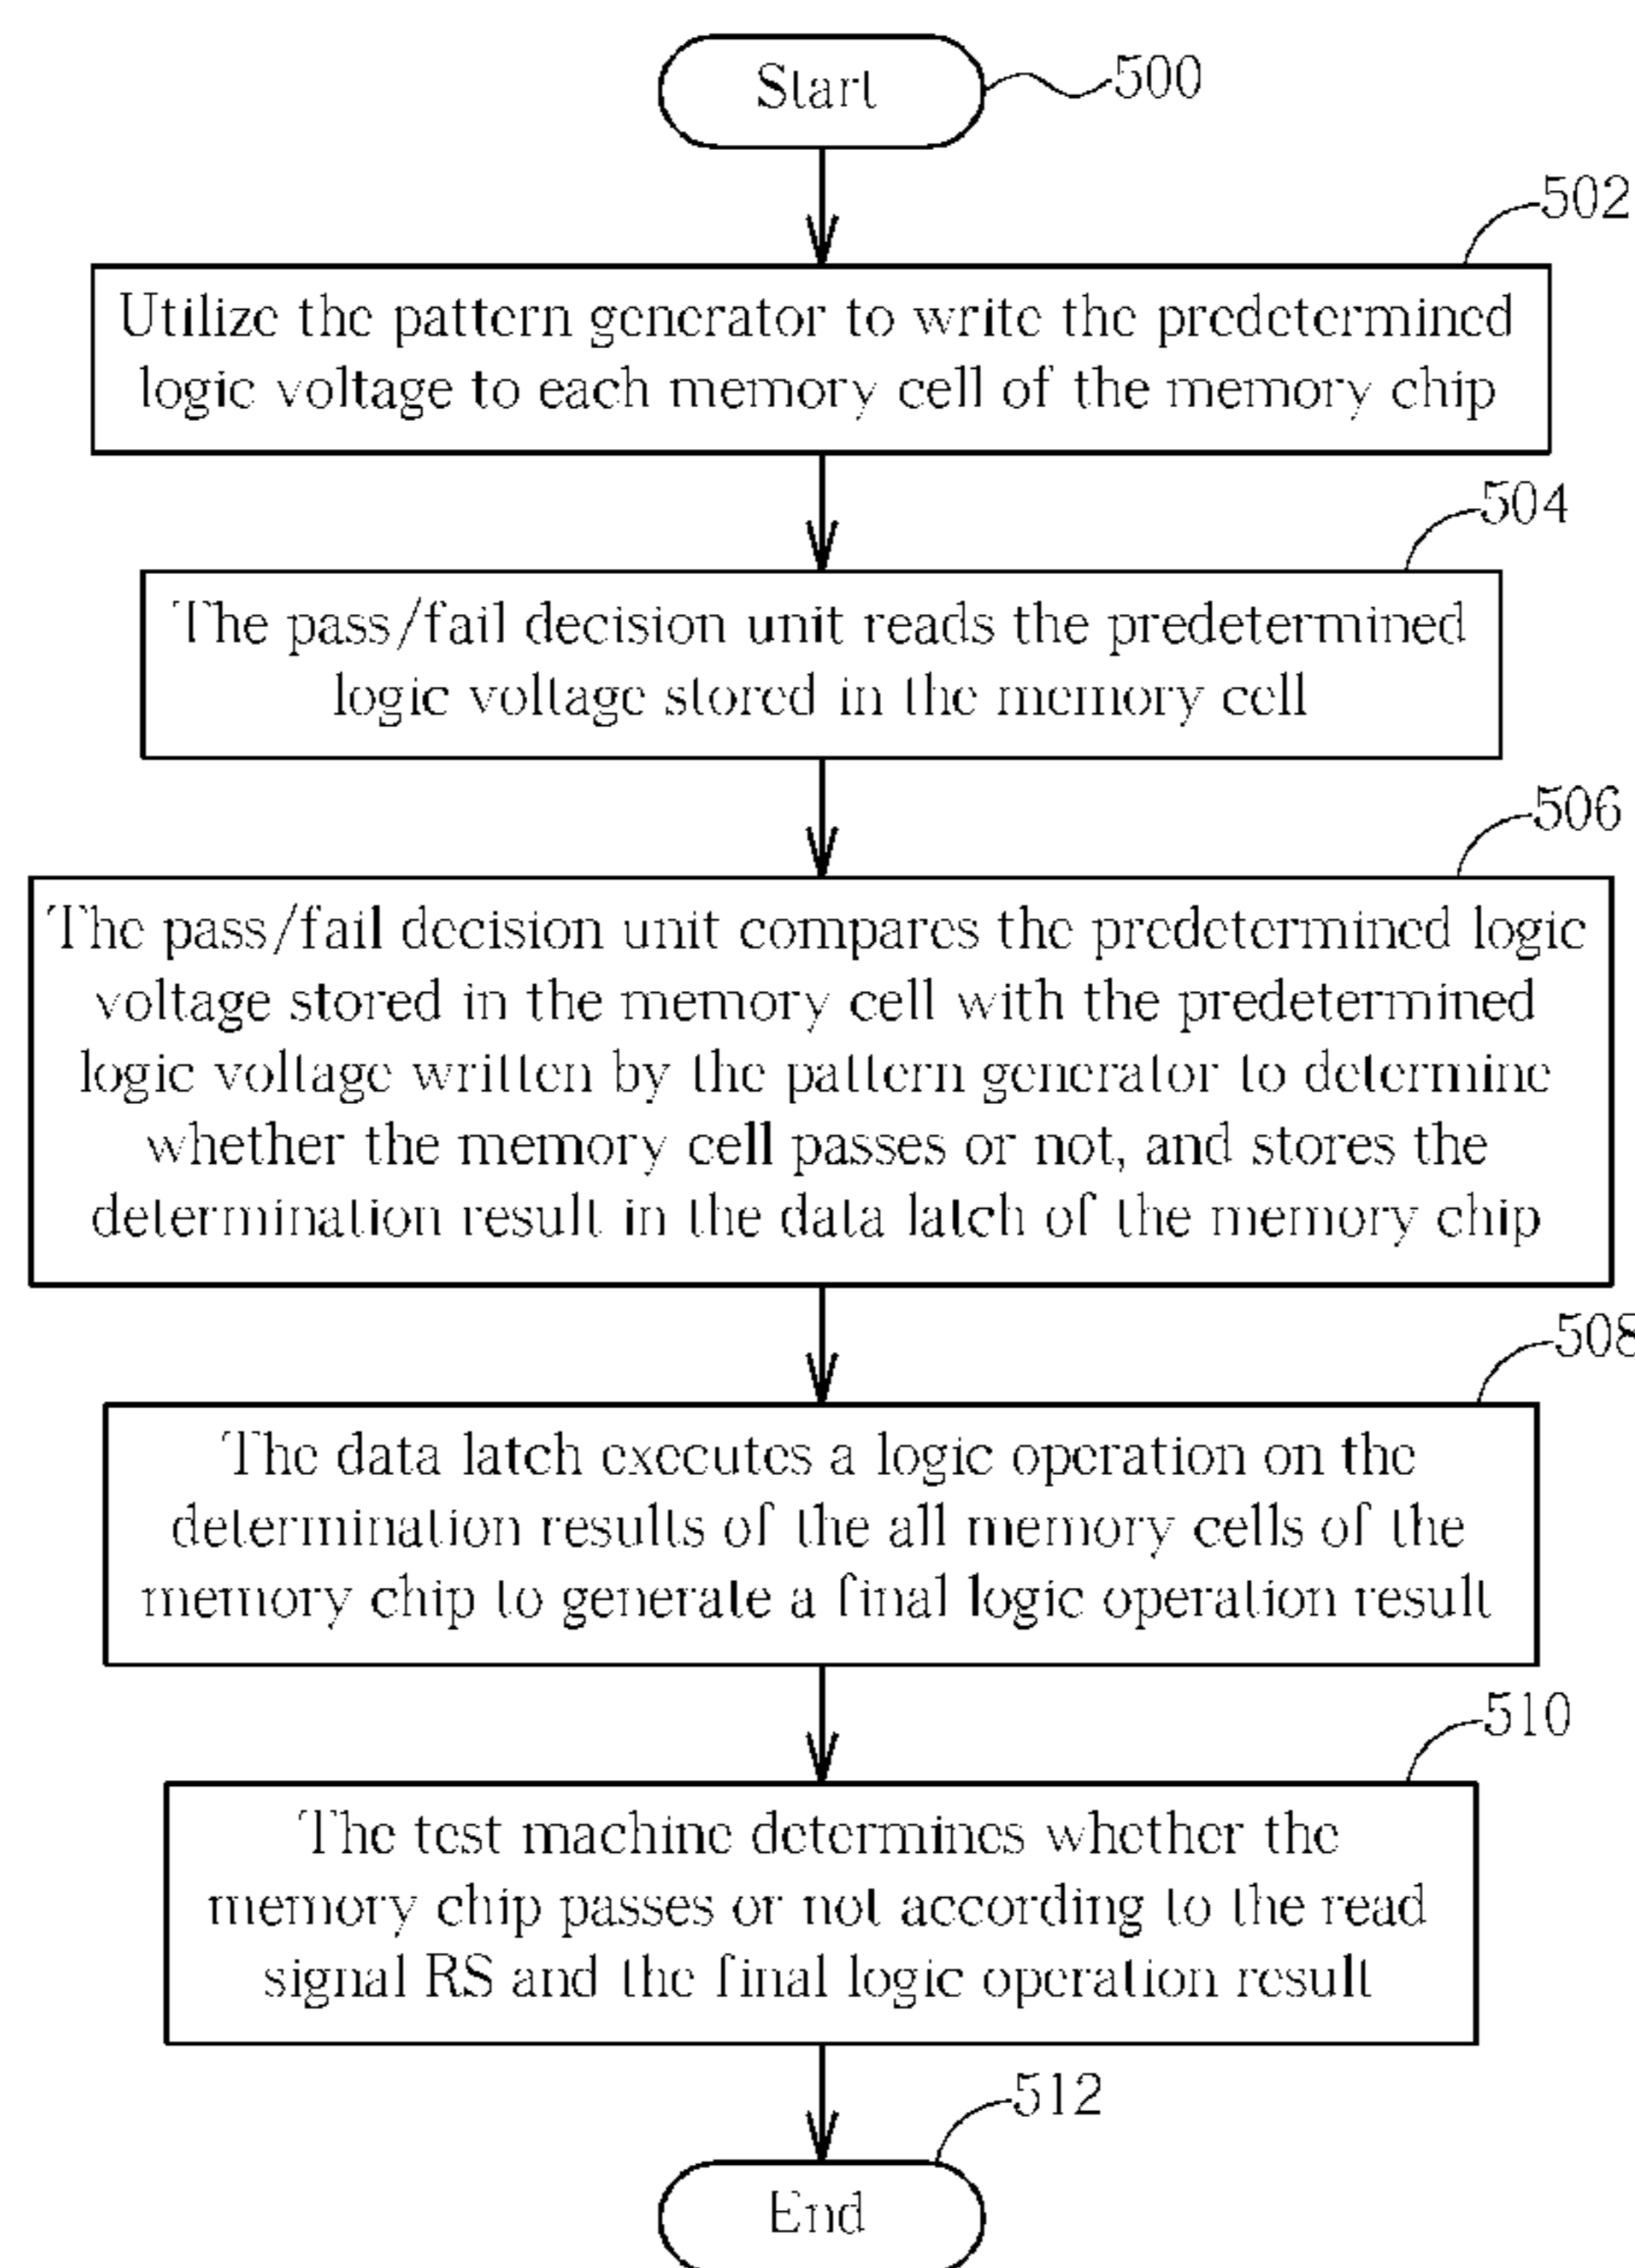 Start
500
502
Utilize the pattern generator to write the predetermined
logic voltage to each memory cell of the memory chip
504
The pass/fail decision unit reads the predetermined
logic voltage stored in the memory cell
506
The pass/fail decision unit compares the predetermined logic
voltage stored in the memory cell with the predetermined
logic voltage written by the pattern generator to determine
whether the memory cell passes or not, and stores the
determination result in the data latch of the memory chip
508
The data latch executes a logic operation on the
determination results of the all memory cells of the
memory chip to generate a final logic operation result
510
The test machine determines whether the
memory chip passes or not according to the read
signal RS and the final logic operation result
512
End